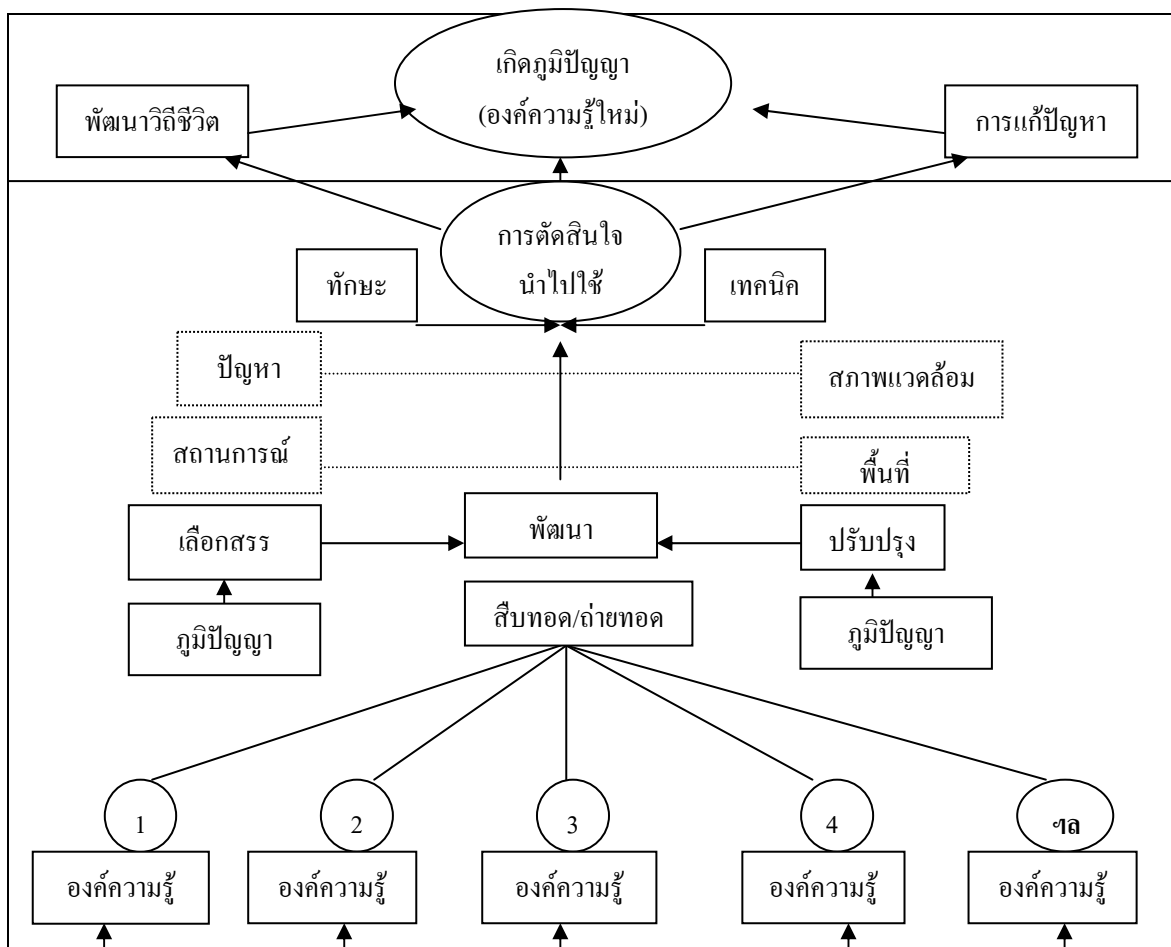 เกิดภูมิปัญญา
(องค์ความรู้ใหม่)
พัฒนาวิถีชีวิต
การแก้ปัญหา
การตัดสินใจ
นำไปใช้
ทักษะ
เทคนิค
ปัญหา
สภาพแวดล้อม
สถานการณ์
พื้นที่
เลือกสรร
พัฒนา
ปรับปรุง
ภูมิปัญญา
สืบทอด/ถ่ายทอด
ภูมิปัญญา
1
2
3
4
ฯล
องค์ความรู้
องค์ความรู้
องค์ความรู้
องค์ความรู้
องค์ความรู้